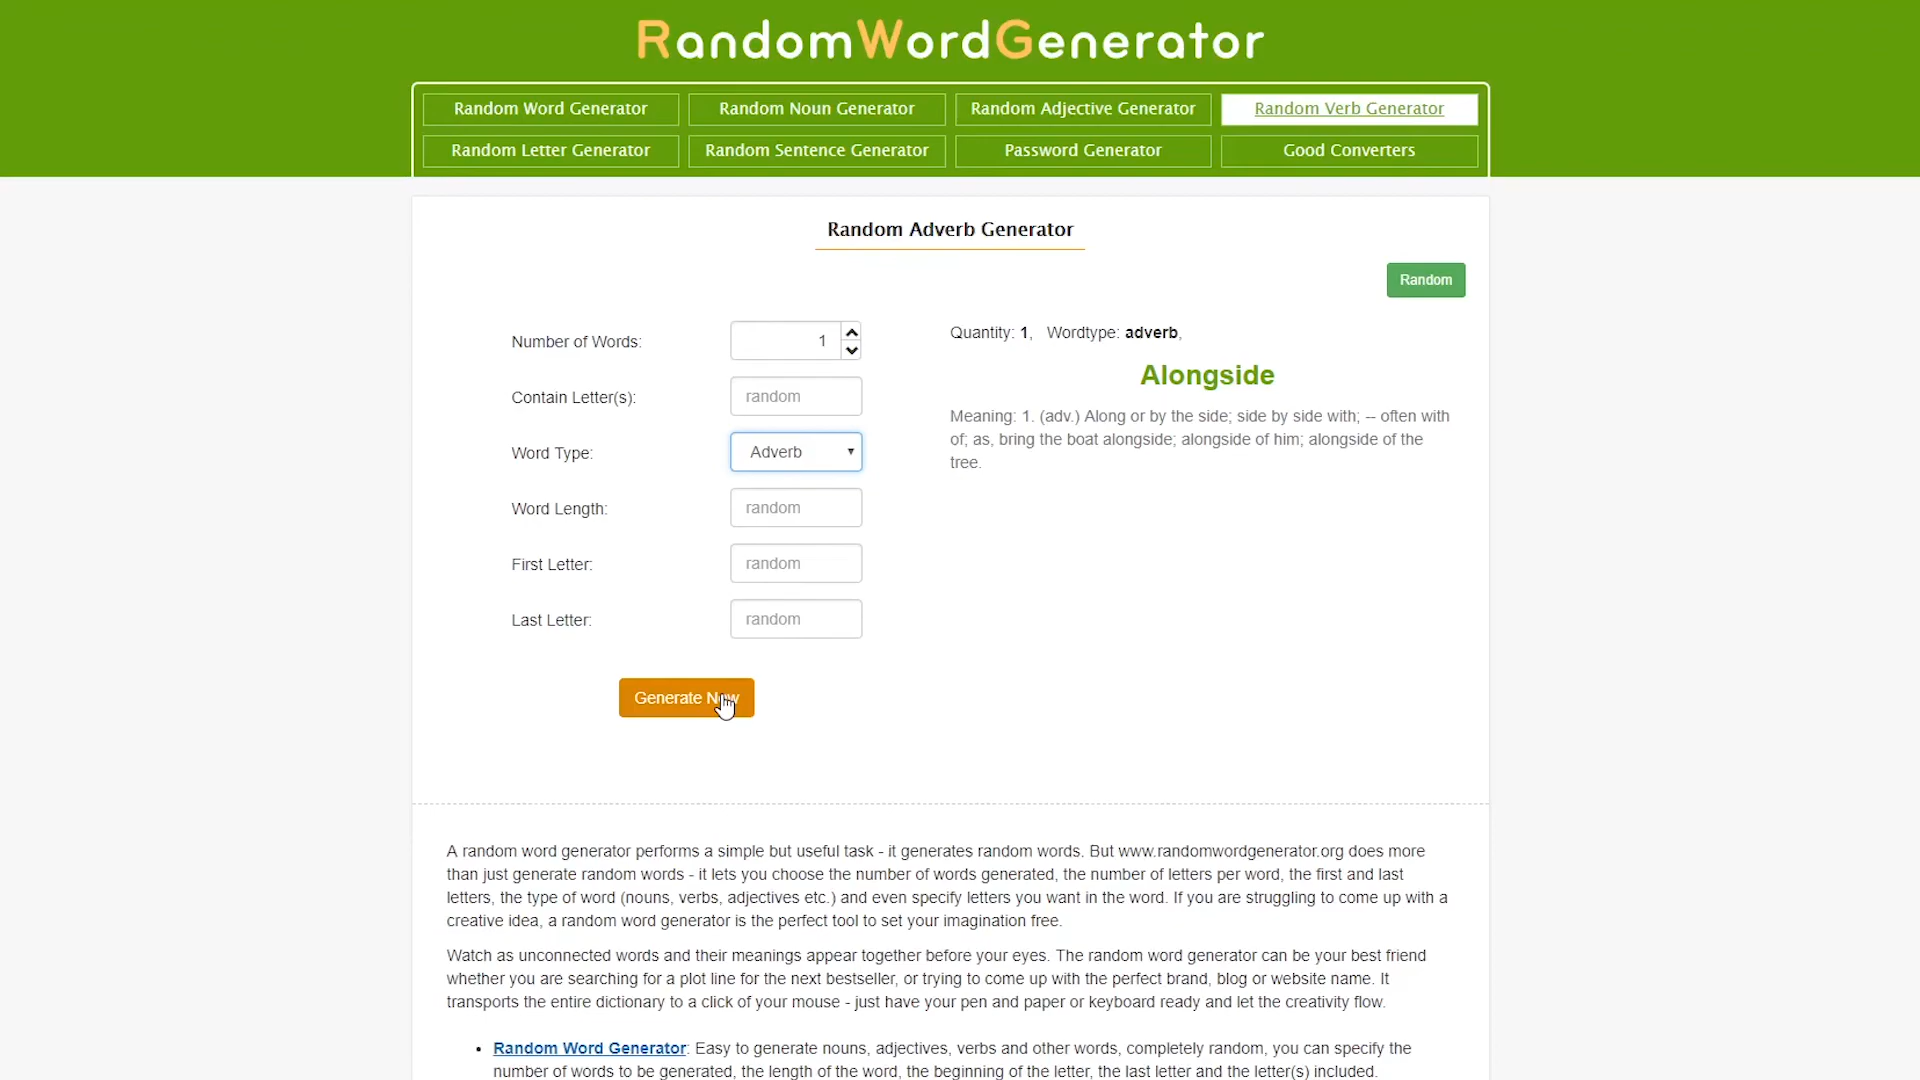 RandomWordGenerator
Random Word Generator
Random Noun Generator
Random Adjective Generator
Random Verb Generator
Random Letter Generator
Random Sentence Generator
Password Generator
Good Converters
Random Adverb Generator
Random
Number of Words:
1
Contain Letter(s):
random
Word Type:
Adverb
Word Length:
random
First Letter:
random
Last Letter:
random
Generate Now
Quantity: 1, Wordtype: adverb,
Alongside
Meaning: 1. (adv.) Along or by the side; side by side with; -- often with
of; as, bring the boat alongside; alongside of him; alongside of the
tree.
A random word generator performs a simple but useful task - it generates random words. But www.randomwordgenerator.org does more
than just generate random words - it lets you choose the number of words generated, the number of letters per word, the first and last
letters, the type of word (nouns, verbs, adjectives etc.) and even specify letters you want in the word. If you are struggling to come up with a
creative idea, a random word generator is the perfect tool to set your imagination free.
Watch as unconnected words and their meanings appear together before your eyes. The random word generator can be your best friend
whether you are searching for a plot line for the next bestseller, or trying to come up with the perfect brand, blog or website name. It
transports the entire dictionary to a click of your mouse - just have your pen and paper or keyboard ready and let the creativity flow.
• Random Word Generator: Easy to generate nouns, adjectives, verbs and other words, completely random, you can specify the
number of words to be generated, the length of the word, the beginning of the letter, the last letter and the letter(s) included.